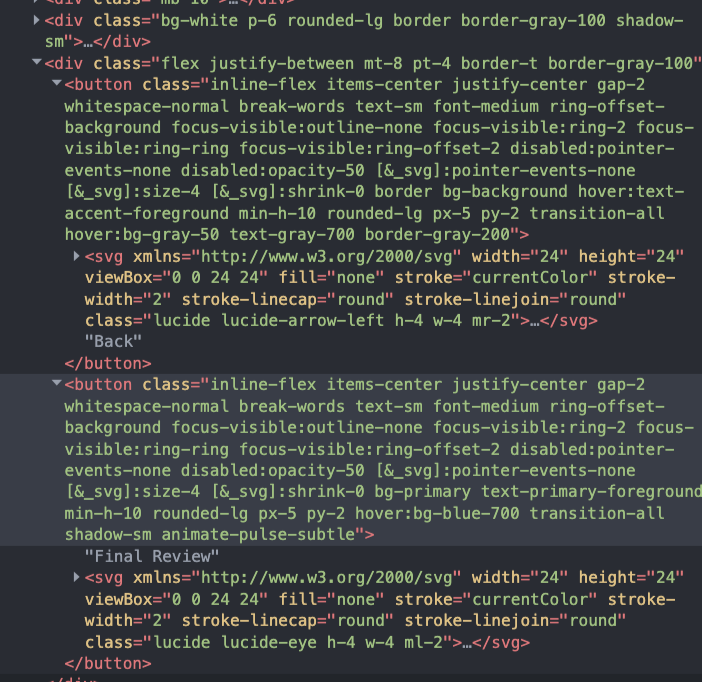 <div class="mb-10">…</div>
<div class="bg-white p-6 rounded-lg border border-gray-100 shadow-
sm">…</div>
<div class="flex justify-between mt-8 pt-4 border-t border-gray-100"
<button class="inline-flex items-center justify-center gap-2
whitespace-normal break-words text-sm font-medium ring-offset-
background focus-visible:outline-none focus-visible:ring-2 focus-
visible:ring-ring focus-visible:ring-offset-2 disabled:pointer-
events-none disabled:opacity-50 [&_svg]:pointer-events-none
[&_svg]:size-4 [&_svg]:shrink-0 border bg-background hover:text-
accent-foreground min-h-10 rounded-lg px-5 py-2 transition-all
hover:bg-gray-50 text-gray-700 border-gray-200">
<svg xmlns="http://www.w3.org/2000/svg" width="24" height="24"
viewBox="0 0 24 24" fill="none" stroke="currentColor" stroke-
width="2" stroke-linecap="round" stroke-linejoin="round"
class="lucide lucide-arrow-left h-4 w-4 mr-2">…</svg>
"Back"
</button>
<button class="inline-flex items-center justify-center gap-2
whitespace-normal break-words text-sm font-medium ring-offset-
background focus-visible:outline-none focus-visible:ring-2 focus-
visible:ring-ring focus-visible:ring-offset-2 disabled:pointer-
events-none disabled:opacity-50 [&_svg]:pointer-events-none
[&_svg]:size-4 [&_svg]:shrink-0 bg-primary text-primary-foreground
min-h-10 rounded-lg px-5 py-2 hover:bg-blue-700 transition-all
shadow-sm animate-pulse-subtle">
"Final Review"
<svg xmlns="http://www.w3.org/2000/svg" width="24" height="24"
viewBox="0 0 24 24" fill="none" stroke="currentColor" stroke-
width="2" stroke-linecap="round" stroke-linejoin="round"
class="lucide lucide-eye h-4 w-4 ml-2">…</svg>
</button>